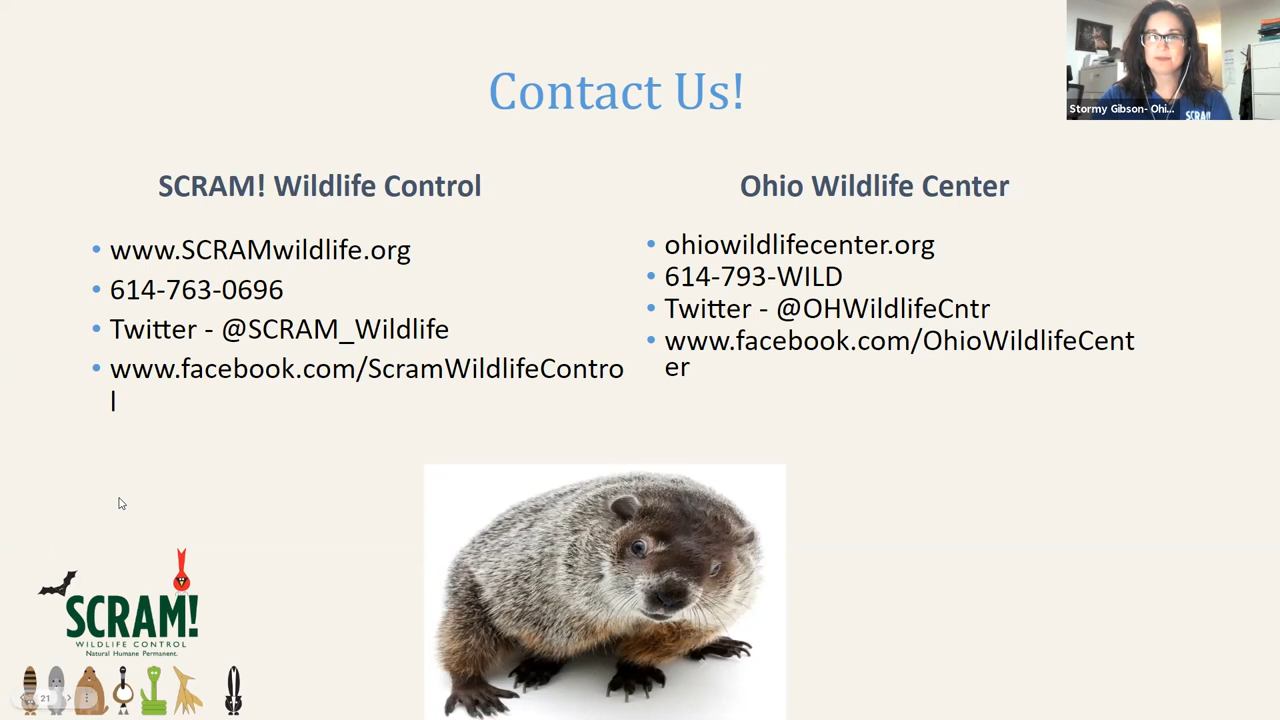 Contact Us!
Stormy Gibson- Ohi...
SCRAM!
SCRAM! Wildlife Control
www.SCRAMwildlife.org
614-763-0696
Twitter - @SCRAM_Wildlife
www.facebook.com/ScramWildlifeContro
l
Ohio Wildlife Center
ohiowildlifecenter.org
614-793-WILD
Twitter - @OHWildlifeCntr
www.facebook.com/OhioWildlifeCent
er
SCRAM!
WILDLIFE CONTROL
Natural Humane Permanent.
21